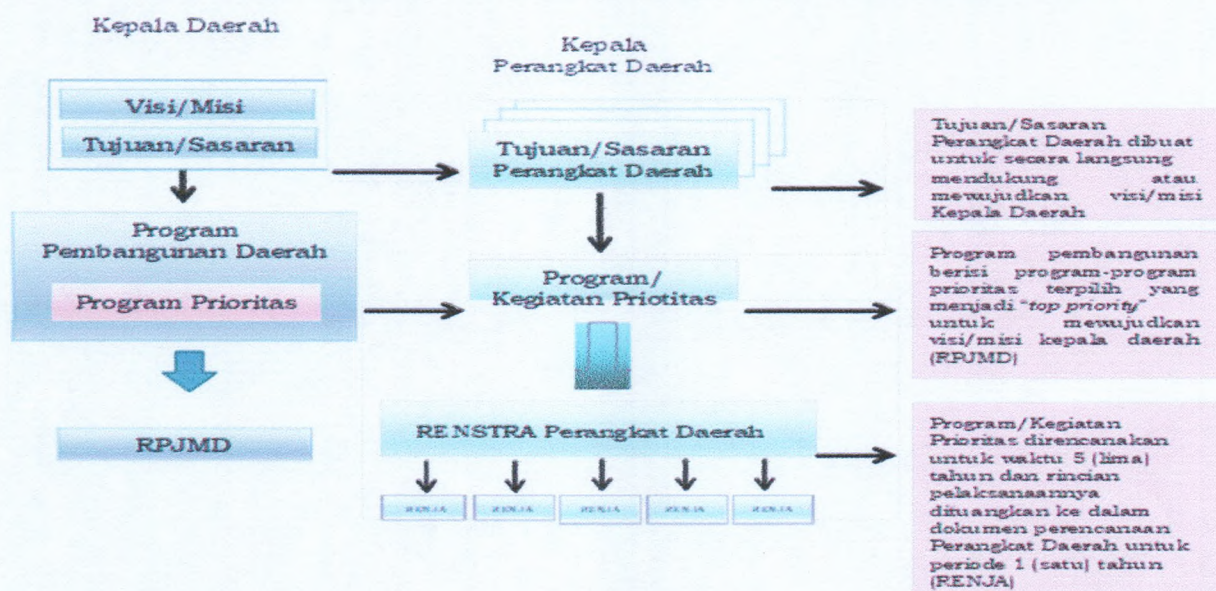 Kepala Daerah
Visi/Misi
Tujuan/Sasaran
Program
Pembangunan Daerah
Program Prioritas
RPJMD
Kepala
Perangkat Daerah
Tujuan/Sasaran
Perangkat Daerah
Program/
Kegiatan Priotitas
RENSTRA Perangkat Daerah
RENJA
RENJA
RENJA
RENJA
RENJA
Tujuan/Sasaran
Perangkat Daerah dibuat
untuk secara langsung
mendukung atau
mewujudkan visi/misi
Kepala Daerah
Program pembangunan
berisi program-program
prioritas terpilih yang
menjadi "top priority"
untuk mewujudkan
visi/misi kepala daerah
(RPJMD)
Program/Kegiatan
Prioritas direncanakan
untuk waktu 5 (lima)
tahun dan rincian
pelaksanaannya
dituangkan ke dalam
dokumen perencanaan
Perangkat Daerah untuk
periode 1 (satu) tahun
(RENJA)